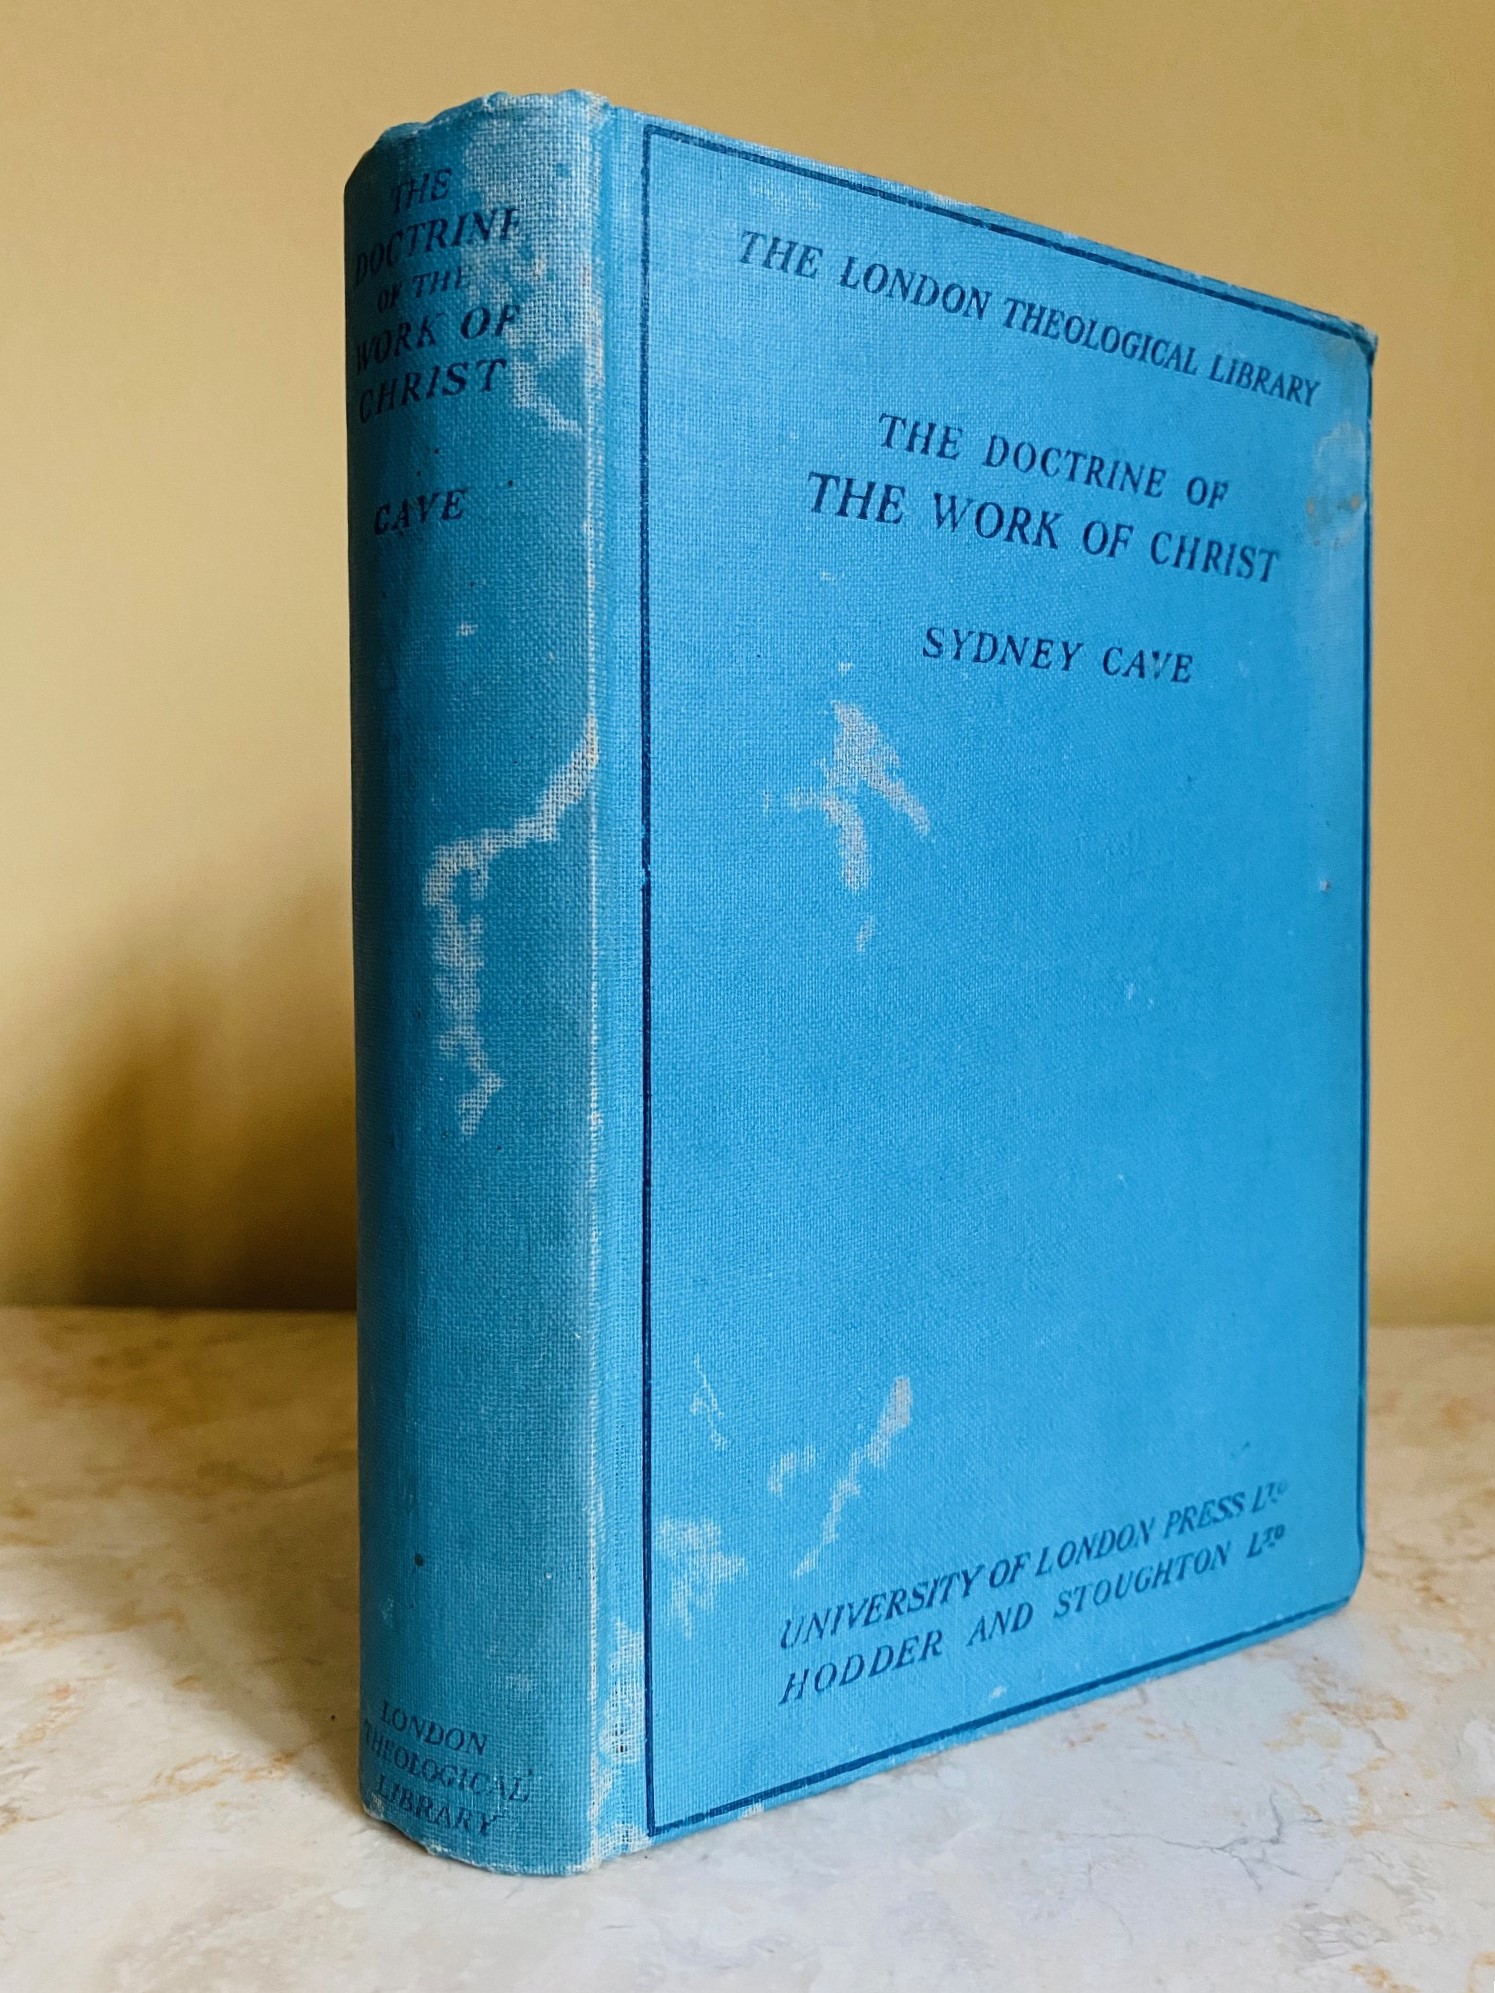 THE
DOCTRINE
OF THE
WORK OF
CHRIST
CAVE
LONDON
THEOLOGICAL
LIBRARY
THE LONDON THEOLOGICAL LIBRARY
THE DOCTRINE OF
THE WORK OF CHRIST
SYDNEY CAVE
UNIVERSITY OF LONDON PRESS LTD
HODDER AND STOUGHTON LTD